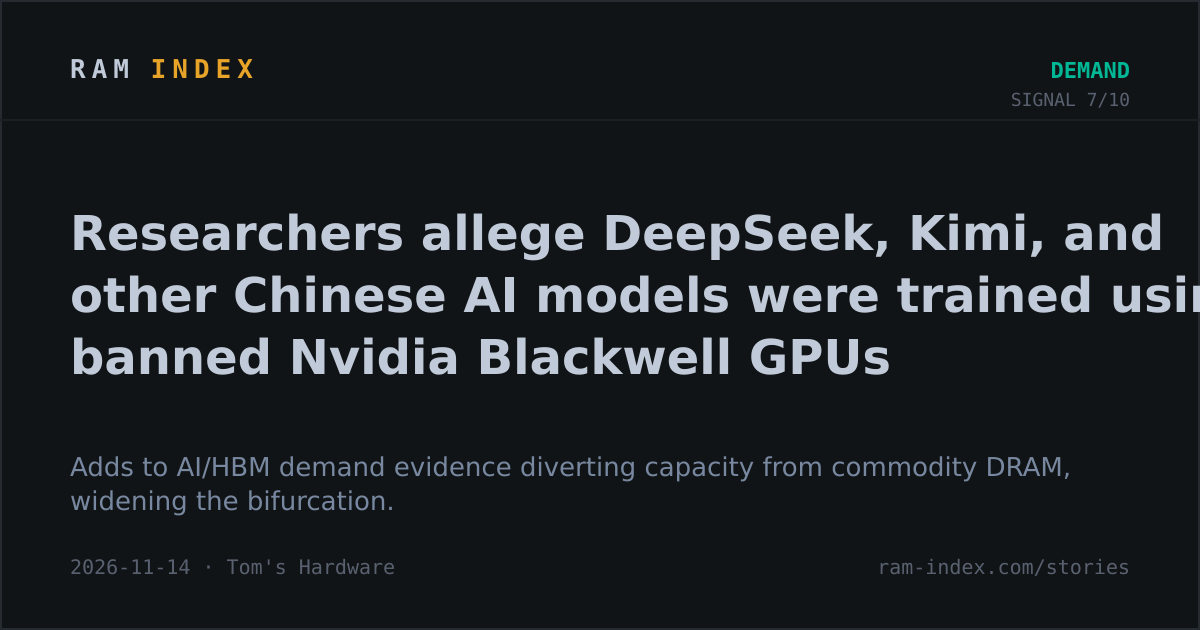 RAM INDEX
DEMAND
SIGNAL 7/10
Researchers allege DeepSeek, Kimi, and
other Chinese AI models were trained usin
banned Nvidia Blackwell GPUs
Adds to AI/HBM demand evidence diverting capacity from commodity DRAM,
widening the bifurcation.
2026-11-14 · Tom's Hardware
ram-index.com/stories